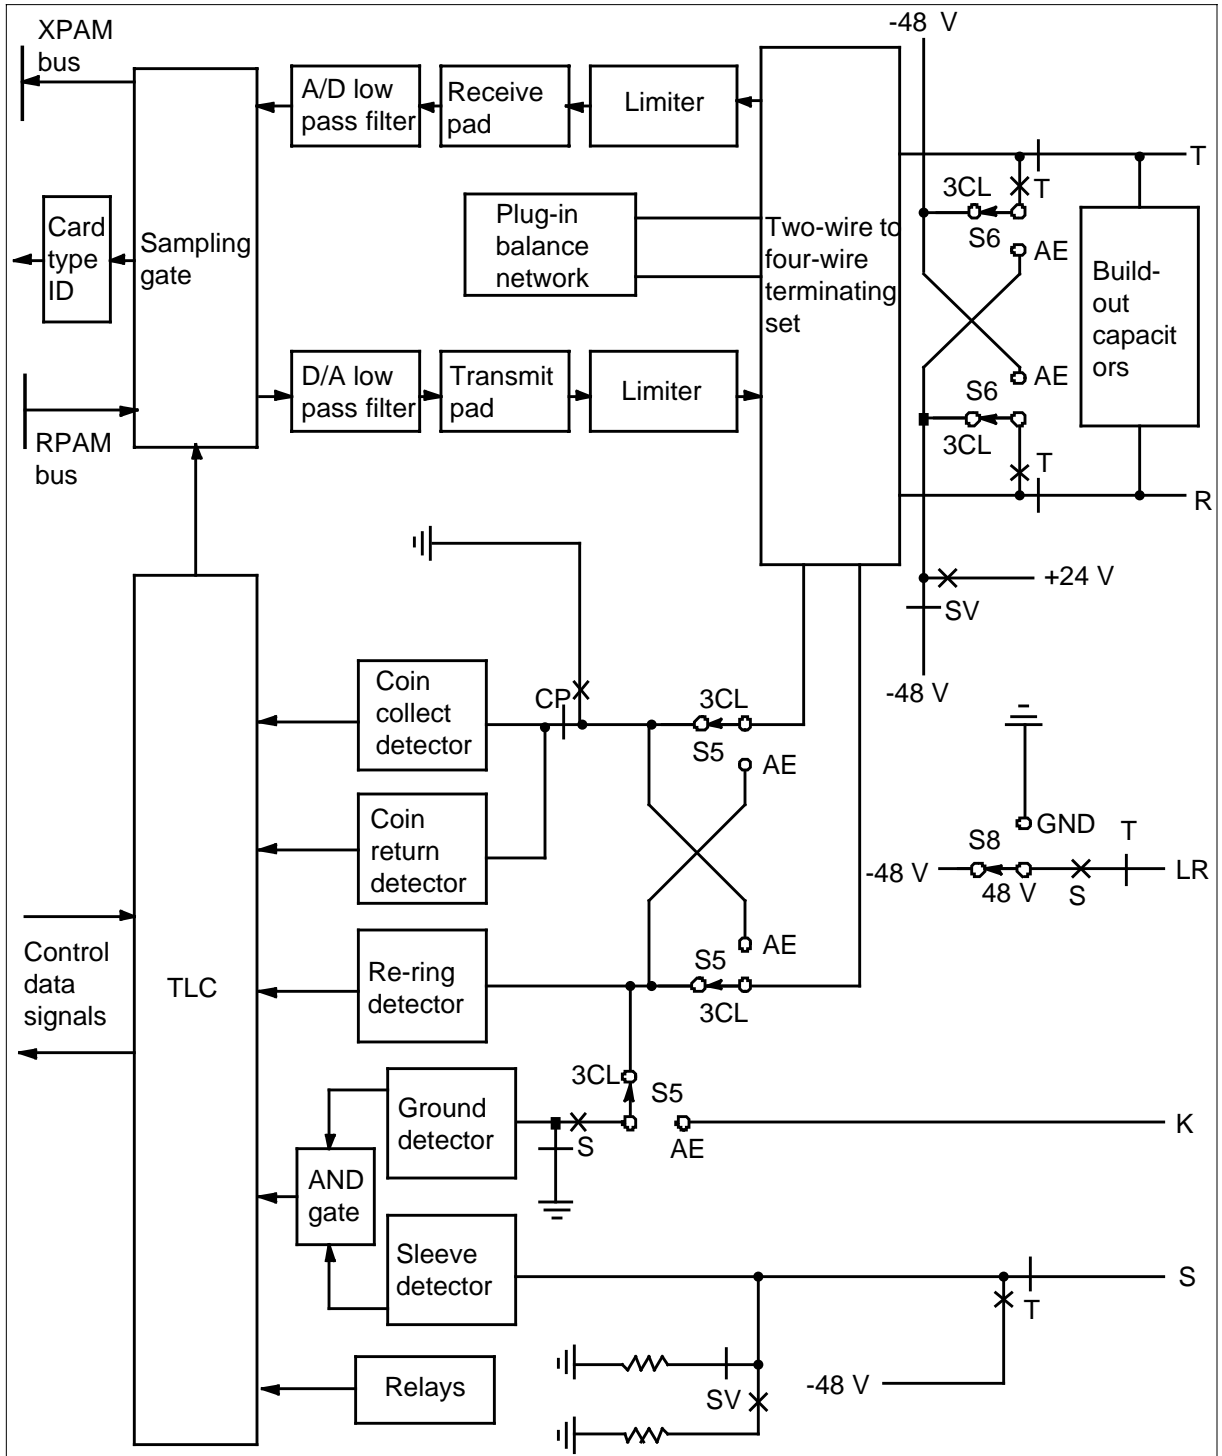 XPAM
bus
-48 V
A/D low
pass filter
Receive
pad
Limiter
T
3CL
T
S6
AE
Card
type
ID
Sampling
gate
Plug-in
balance
network
Two-wire to
four-wire
terminating
set
Build-
out
capacit
ors
AE
S6
3CL
T
D/A low
pass filter
Transmit
pad
Limiter
RPAM
bus
R
+24 V
SV
-48 V
Coin
collect
detector
CP
3CL
S5
AE
Coin
return
detector
GND
S8
T
-48 V
48 V
S
LR
Control
data
signals
TLC
Re-ring
detector
AE
S5
3CL
3CL
S5
Ground
detector
S
AE
K
AND
gate
Sleeve
detector
S
T
Relays
SV
-48 V